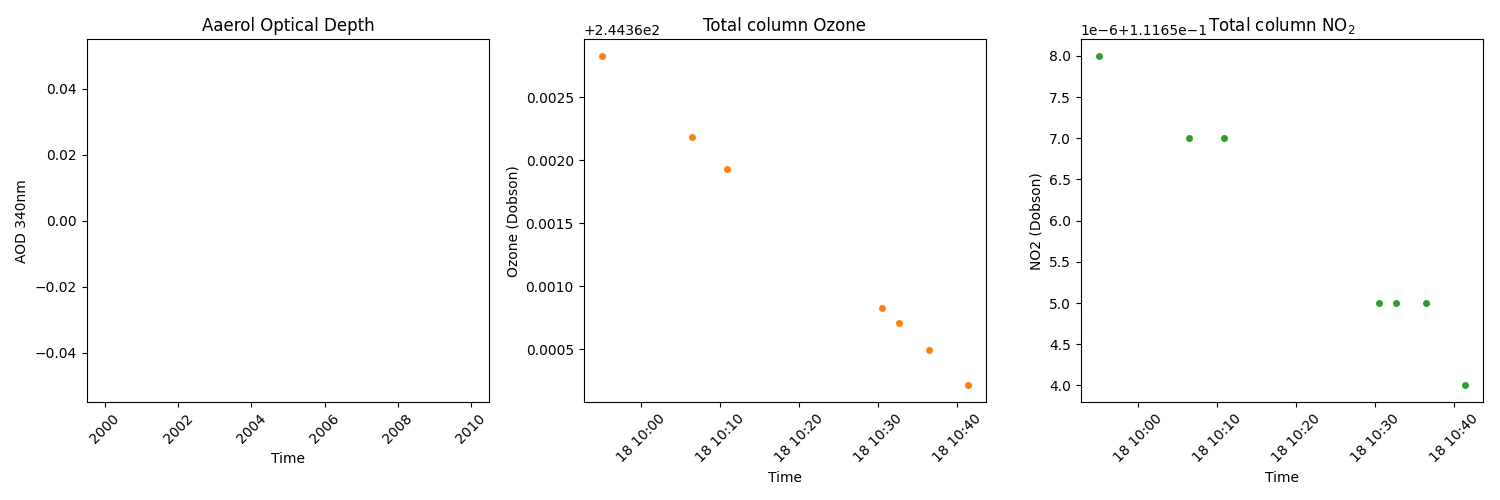 Aaerol Optical Depth
AOD 340nm
0.04
0.02
0.00
−0.02
−0.04
2000 2002 2004 2006 2008 2010
Time
Total column Ozone
+2.4436e2
Ozone (Dobson)
0.0025
0.0020
0.0015
0.0010
0.0005
18 10:00 18 10:10 18 10:20 18 10:30 18 10:40
Time
Total column NO₂
1e−6+1.1165e−1
NO2 (Dobson)
8.0
7.5
7.0
6.5
6.0
5.5
5.0
4.5
4.0
18 10:00 18 10:10 18 10:20 18 10:30 18 10:40
Time